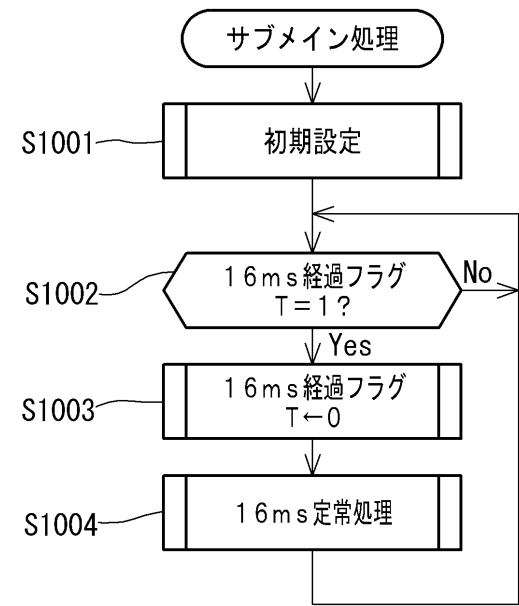 サブメイン処理
S1001
初期設定
S1002
16ms経過フラグ
T=1?
No
Yes
S1003
16ms経過フラグ
T←0
S1004
16ms定常処理